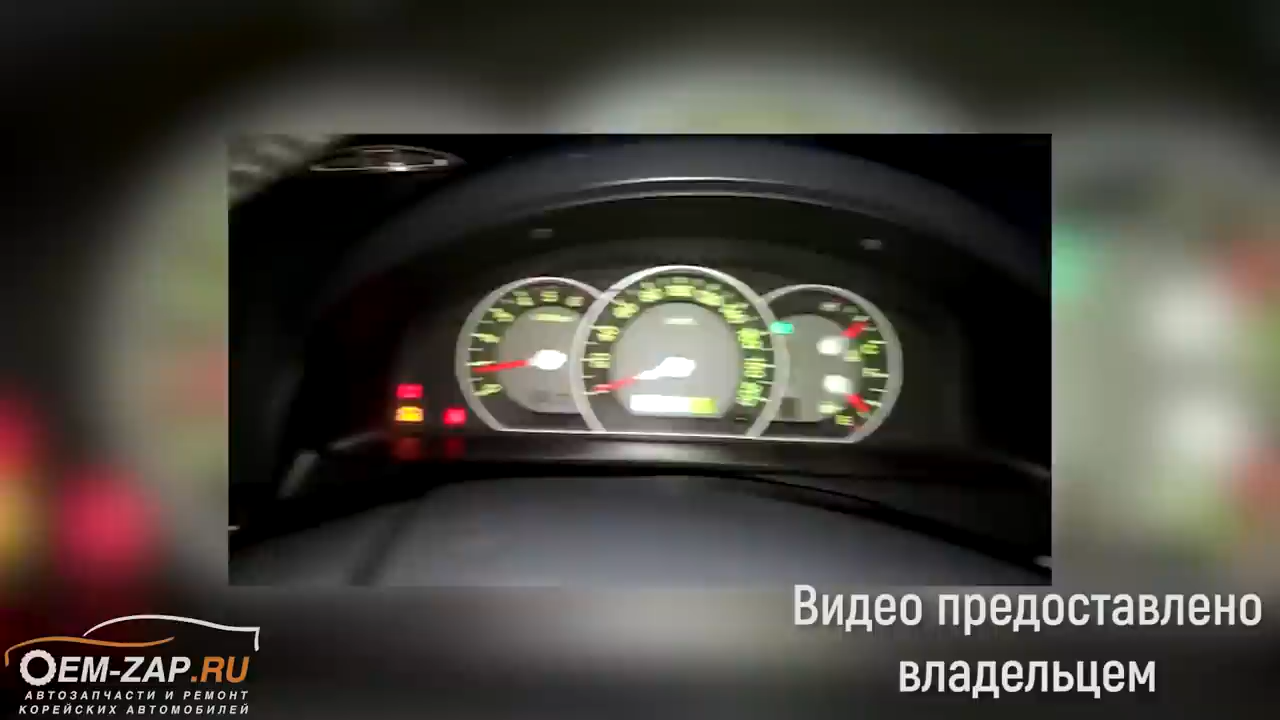 Видео предоставлено
владельцем
OEM-ZAP.RU
АВТОЗАПЧАСТИ И РЕМОНТ
КОРЕЙСКИХ АВТОМОБИЛЕЙ